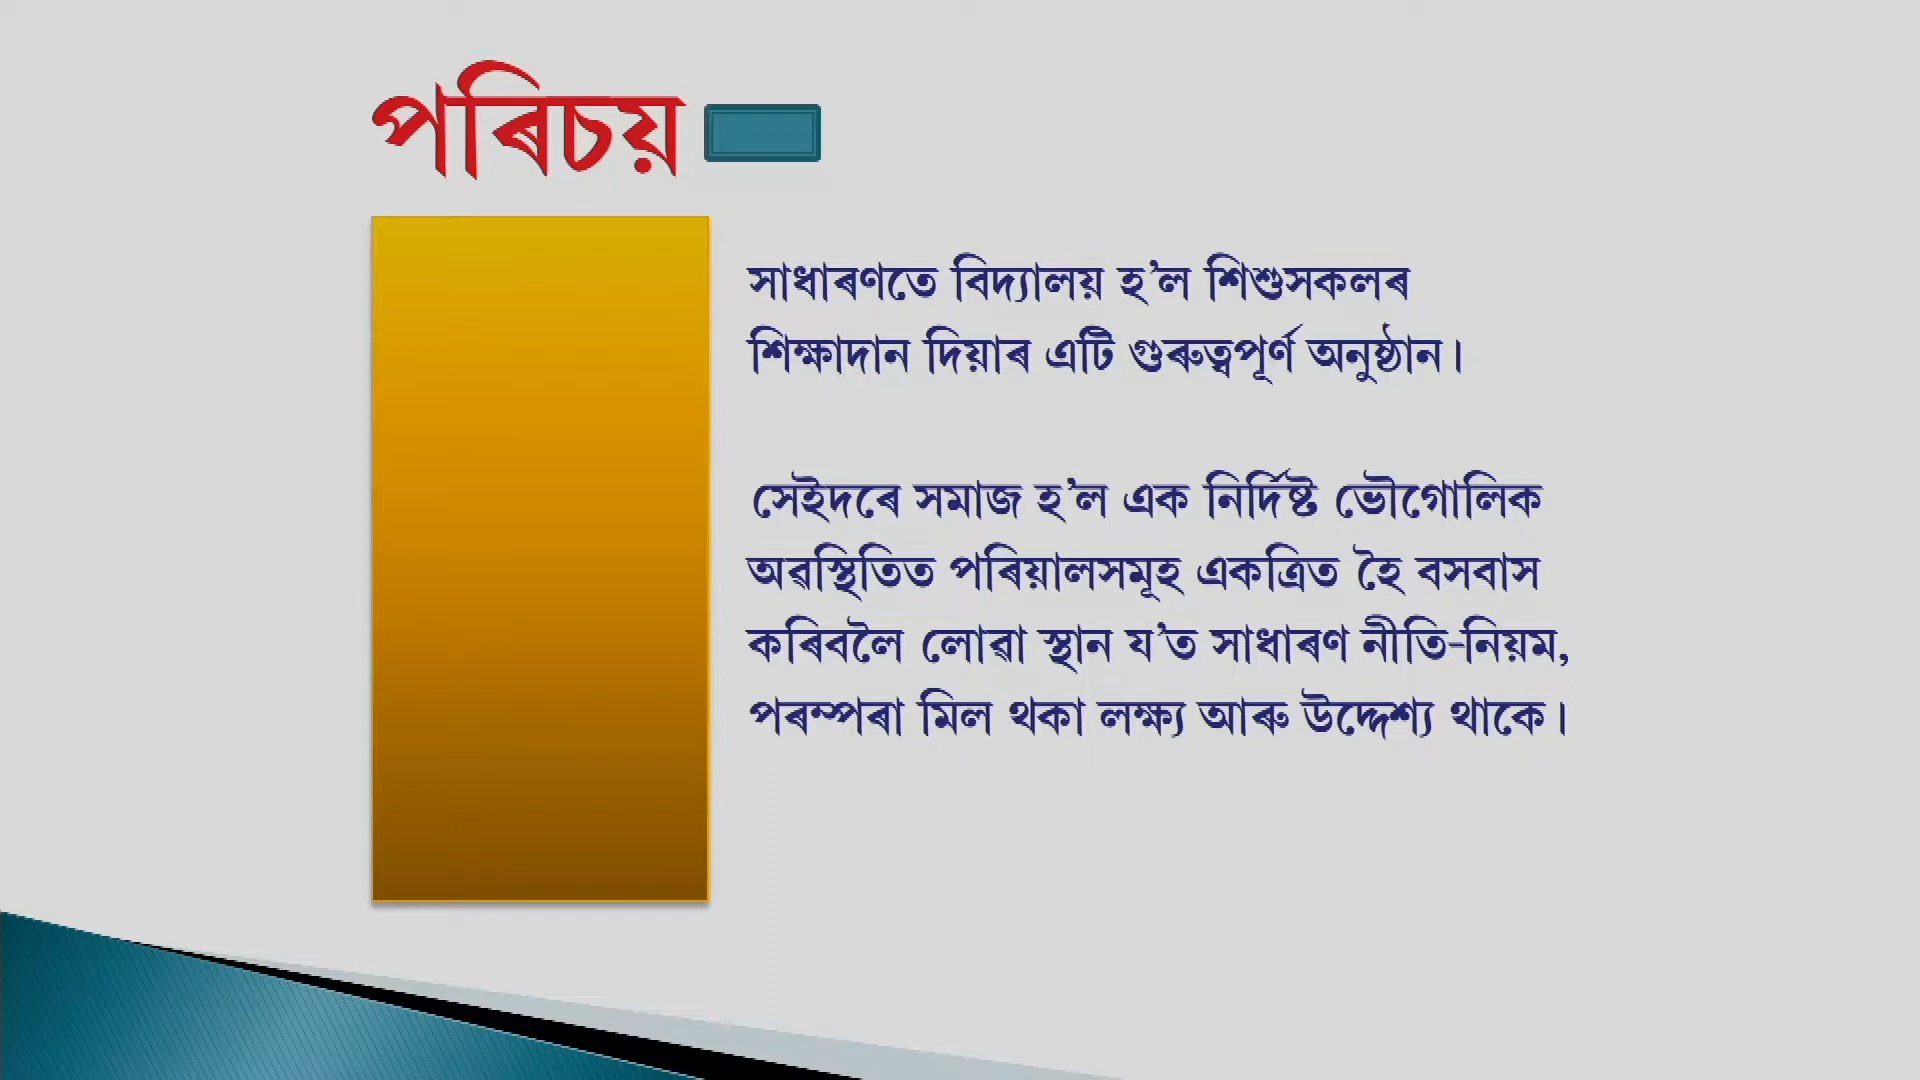 পৰিচয়
সাধাৰণতে বিদ্যালয় হ’ল শিশুসকলৰ
শিক্ষাদান দিয়াৰ এটি গুৰুত্বপূৰ্ণ অনুষ্ঠান।
সেইদৰে সমাজ হ’ল এক নিৰ্দিষ্ট ভৌগোলিক
অৱস্থিতিত পৰিয়ালসমূহ একত্ৰিত হৈ বসবাস
কৰিবলৈ লোৱা স্থান য’ত সাধাৰণ নীতি-নিয়ম,
পৰম্পৰা মিল থকা লক্ষ্য আৰু উদ্দেশ্য থাকে।